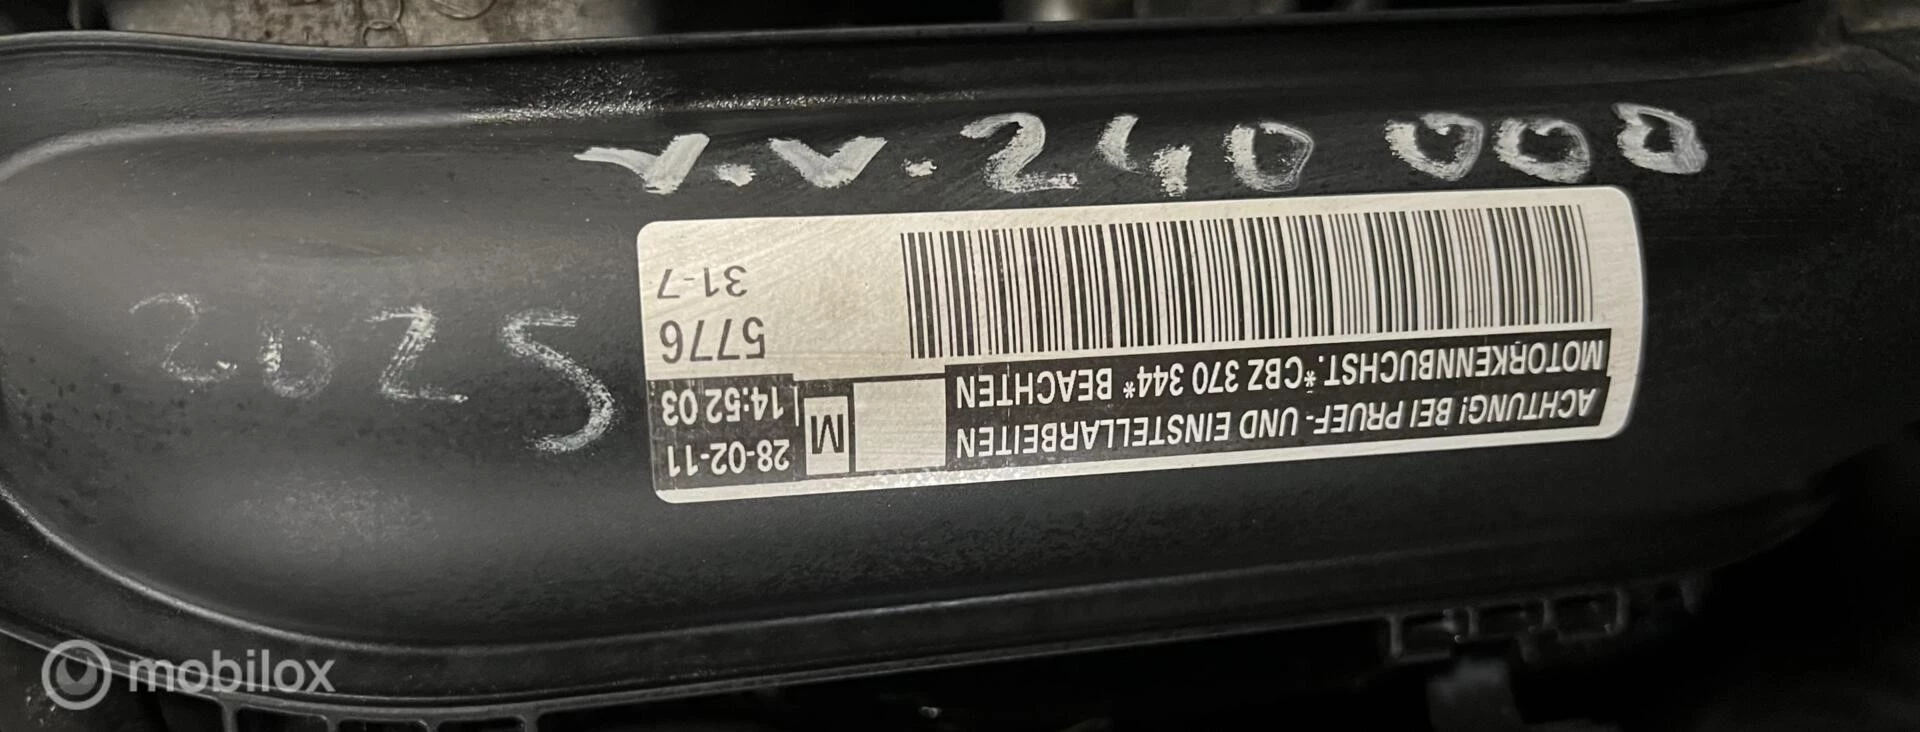 V.V. 240 000
2025
ACHTUNG! BEI PRUEF- UND EINSTELLARBEITEN
MOTORKENNBUCHST. *CBZ 370 344* BEACHTEN
M
28-02-11
14:52 03
5776
31-7
mobilox